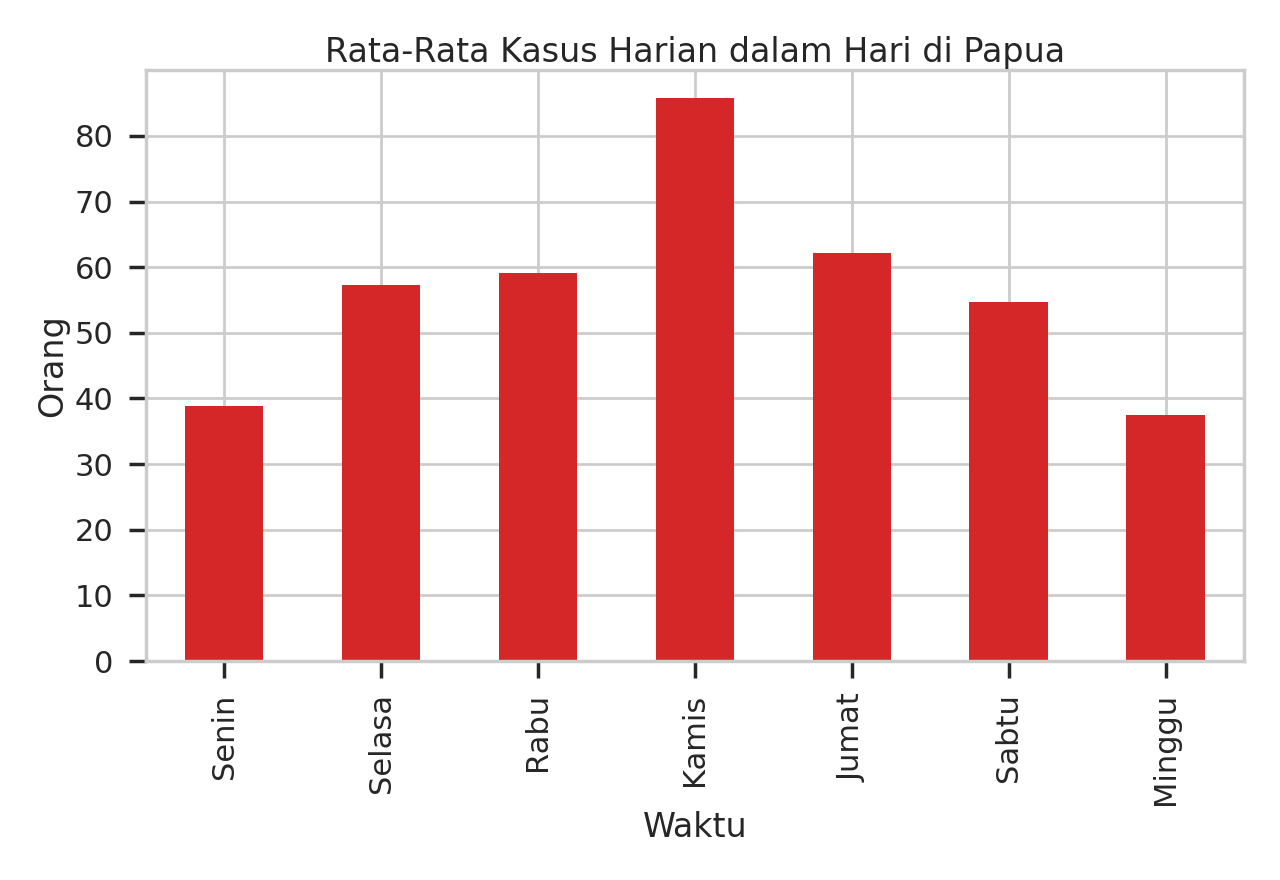 Rata-Rata Kasus Harian dalam Hari di Papua
80
70
60
50
40
30
20
10
0
Orang
Senin
Selasa
Rabu
Kamis
Jumat
Sabtu
Minggu
Waktu